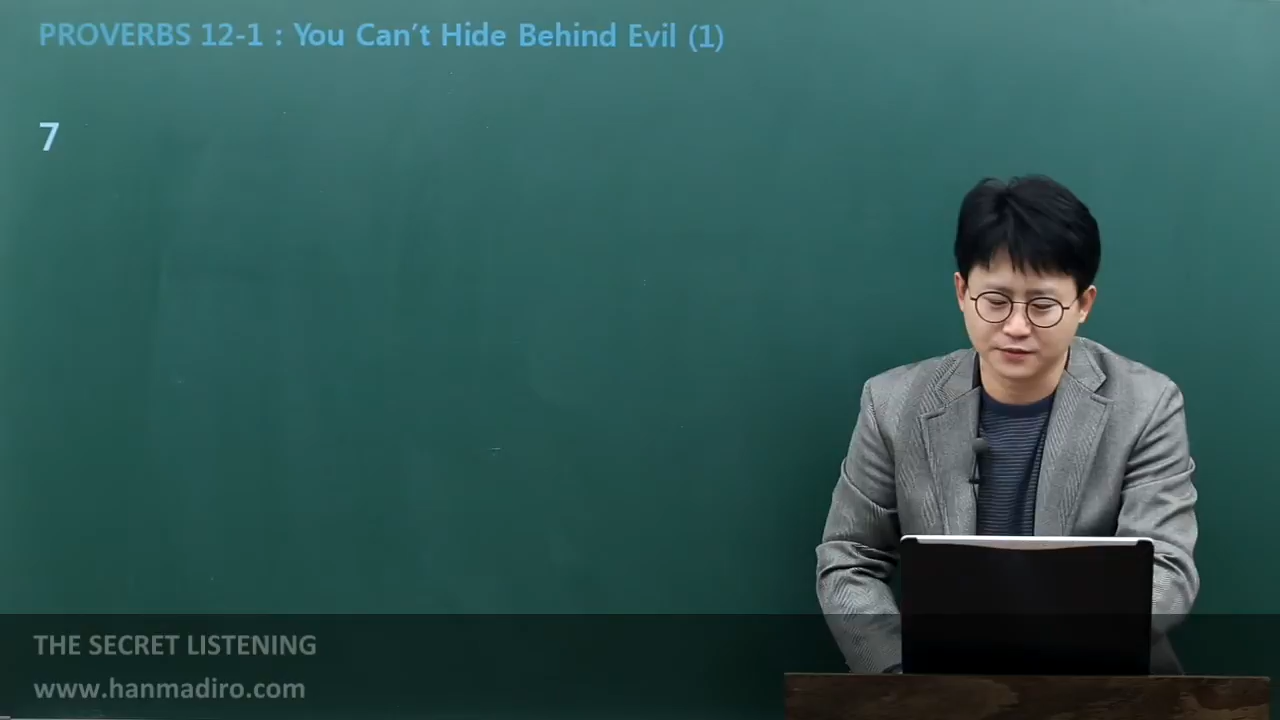 PROVERBS 12-1 : You Can't Hide Behind Evil (1)
7
THE SECRET LISTENING
www.hanmadiro.com